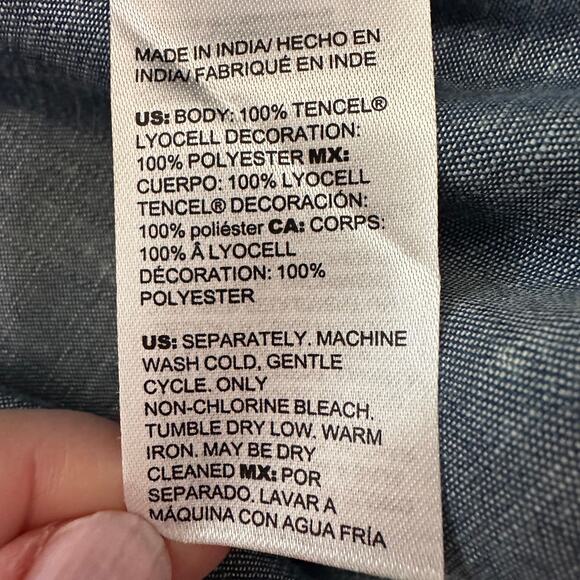 MADE IN INDIA/ HECHO EN
INDIA/ FABRIQUÉ EN INDE
US: BODY: 100% TENCEL®
LYOCELL DECORATION:
100% POLYESTER MX:
CUERPO: 100% LYOCELL
TENCEL® DECORACIÓN:
100% poliéster CA: CORPS:
100% Â LYOCELL
DÉCORATION: 100%
POLYESTER
US: SEPARATELY. MACHINE
WASH COLD, GENTLE
CYCLE. ONLY
NON-CHLORINE BLEACH.
TUMBLE DRY LOW. WARM
IRON. MAY BE DRY
CLEANED MX: POR
SEPARADO. LAVAR A
MÁQUINA CON AGUA FRÍA